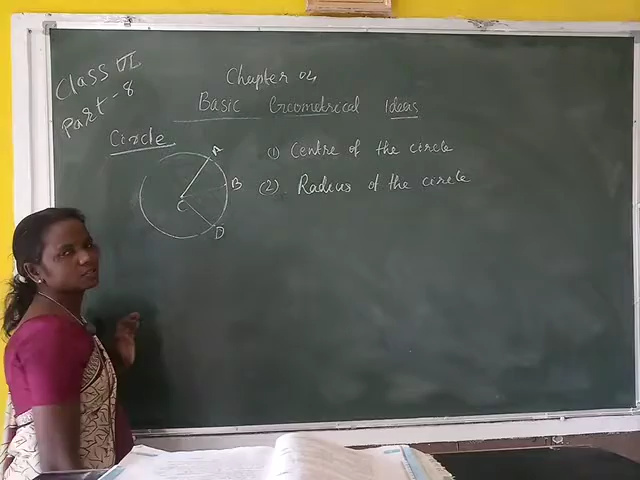 Class VI
Part - 8
Chapter 04
Basic Geometrical Ideas
Circle
(1) Centre of the circle
(2). Radius of the circle
A
B
C
D